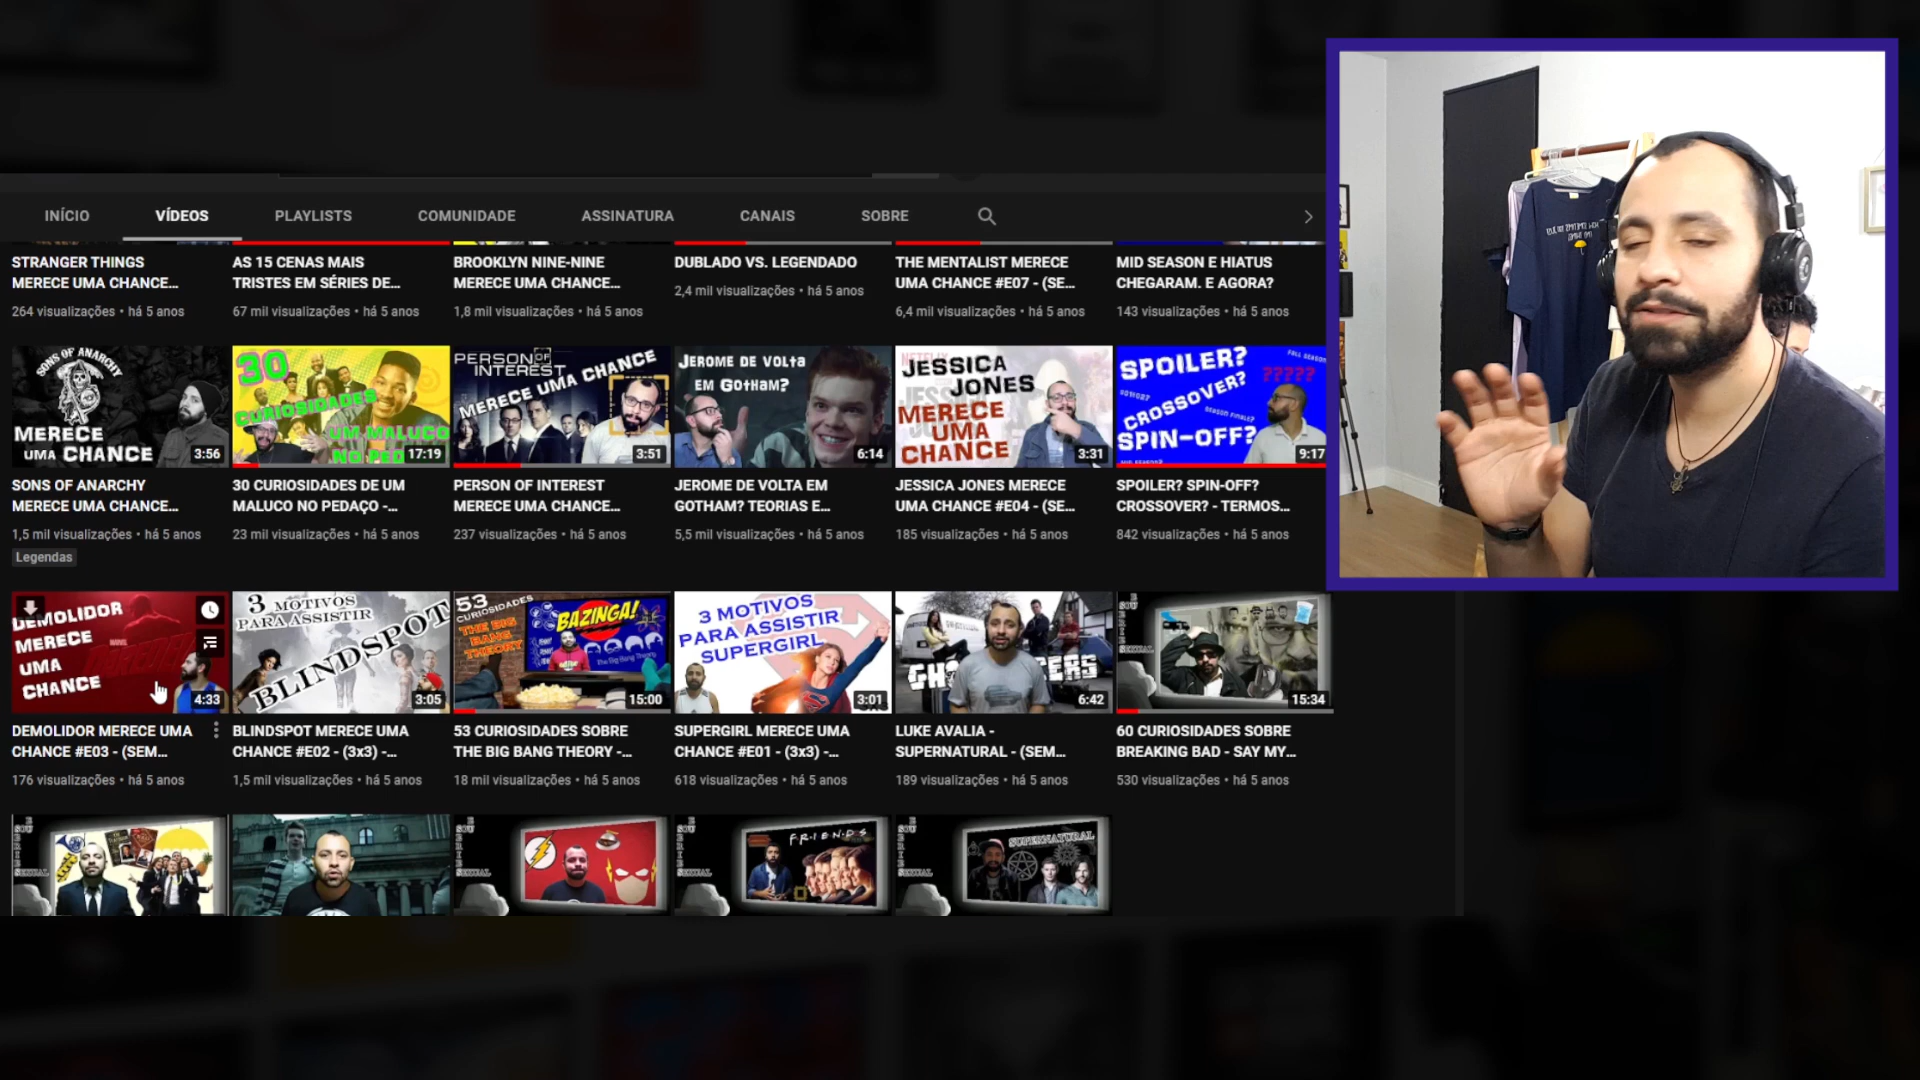 INÍCIO VÍDEOS PLAYLISTS COMUNIDADE ASSINATURA CANAIS SOBRE
STRANGER THINGS
MERECE UMA CHANCE...
264 visualizações • há 5 anos
AS 15 CENAS MAIS
TRISTES EM SÉRIES DE...
67 mil visualizações • há 5 anos
BROOKLYN NINE-NINE
MERECE UMA CHANCE...
1,8 mil visualizações • há 5 anos
DUBLADO VS. LEGENDADO
2,4 mil visualizações • há 5 anos
THE MENTALIST MERECE
UMA CHANCE #E07 - (SE...
6,4 mil visualizações • há 5 anos
MID SEASON E HIATUS
CHEGARAM. E AGORA?
143 visualizações • há 5 anos
SONS OF ANARCHY
MERECE
UMA CHANCE
3:56
SONS OF ANARCHY
MERECE UMA CHANCE...
1,5 mil visualizações • há 5 anos
Legendas
30
CURIOSIDADES
UM MALUCO
NO PED
17:19
30 CURIOSIDADES DE UM
MALUCO NO PEDAÇO -...
23 mil visualizações • há 5 anos
PERSON OF
INTEREST
MERECE UMA CHANCE
3:51
PERSON OF INTEREST
MERECE UMA CHANCE...
237 visualizações • há 5 anos
JEROME DE VOLTA
EM GOTHAM?
6:14
JEROME DE VOLTA EM
GOTHAM? TEORIAS E...
5,5 mil visualizações • há 5 anos
NETFLIX
JESSICA
JONES
MERECE
UMA
CHANCE
3:31
JESSICA JONES MERECE
UMA CHANCE #E04 - (SE...
185 visualizações • há 5 anos
SPOILER?
FALL SEASON
?????
CROSSOVER?
SEASON FINALE?
SPIN-OFF?
9:17
SPOILER? SPIN-OFF?
CROSSOVER? - TERMOS...
842 visualizações • há 5 anos
DEMOLIDOR
MERECE
UMA
CHANCE
4:33
DEMOLIDOR MERECE UMA
CHANCE #E03 - (SEM...
176 visualizações • há 5 anos
3 MOTIVOS
PARA ASSISTIR
BLINDSPOT
3:05
BLINDSPOT MERECE UMA
CHANCE #E02 - (3x3) -...
1,5 mil visualizações • há 5 anos
53
CURIOSIDADES
THE BIG
BANG
THEORY
BAZINGA!
The Big Bang Theory
15:00
53 CURIOSIDADES SOBRE
THE BIG BANG THEORY -...
18 mil visualizações • há 5 anos
3 MOTIVOS
PARA ASSISTIR
SUPERGIRL
3:01
SUPERGIRL MERECE UMA
CHANCE #E01 - (3x3) -...
618 visualizações • há 5 anos
6:42
LUKE AVALIA -
SUPERNATURAL - (SEM...
189 visualizações • há 5 anos
15:34
60 CURIOSIDADES SOBRE
BREAKING BAD - SAY MY...
530 visualizações • há 5 anos
FRIENDS
SUPERNATURAL